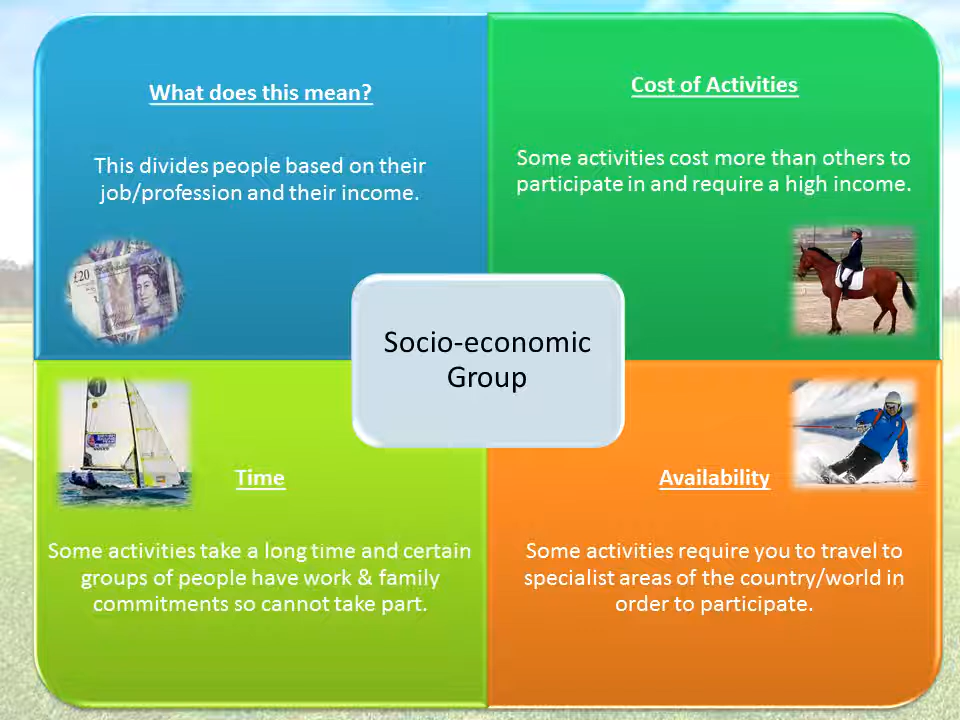 What does this mean?
This divides people based on their
job/profession and their income.
£20
Cost of Activities
Some activities cost more than others to
participate in and require a high income.
Socio-economic
Group
Time
Some activities take a long time and certain
groups of people have work & family
commitments so cannot take part.
Availability
Some activities require you to travel to
specialist areas of the country/world in
order to participate.